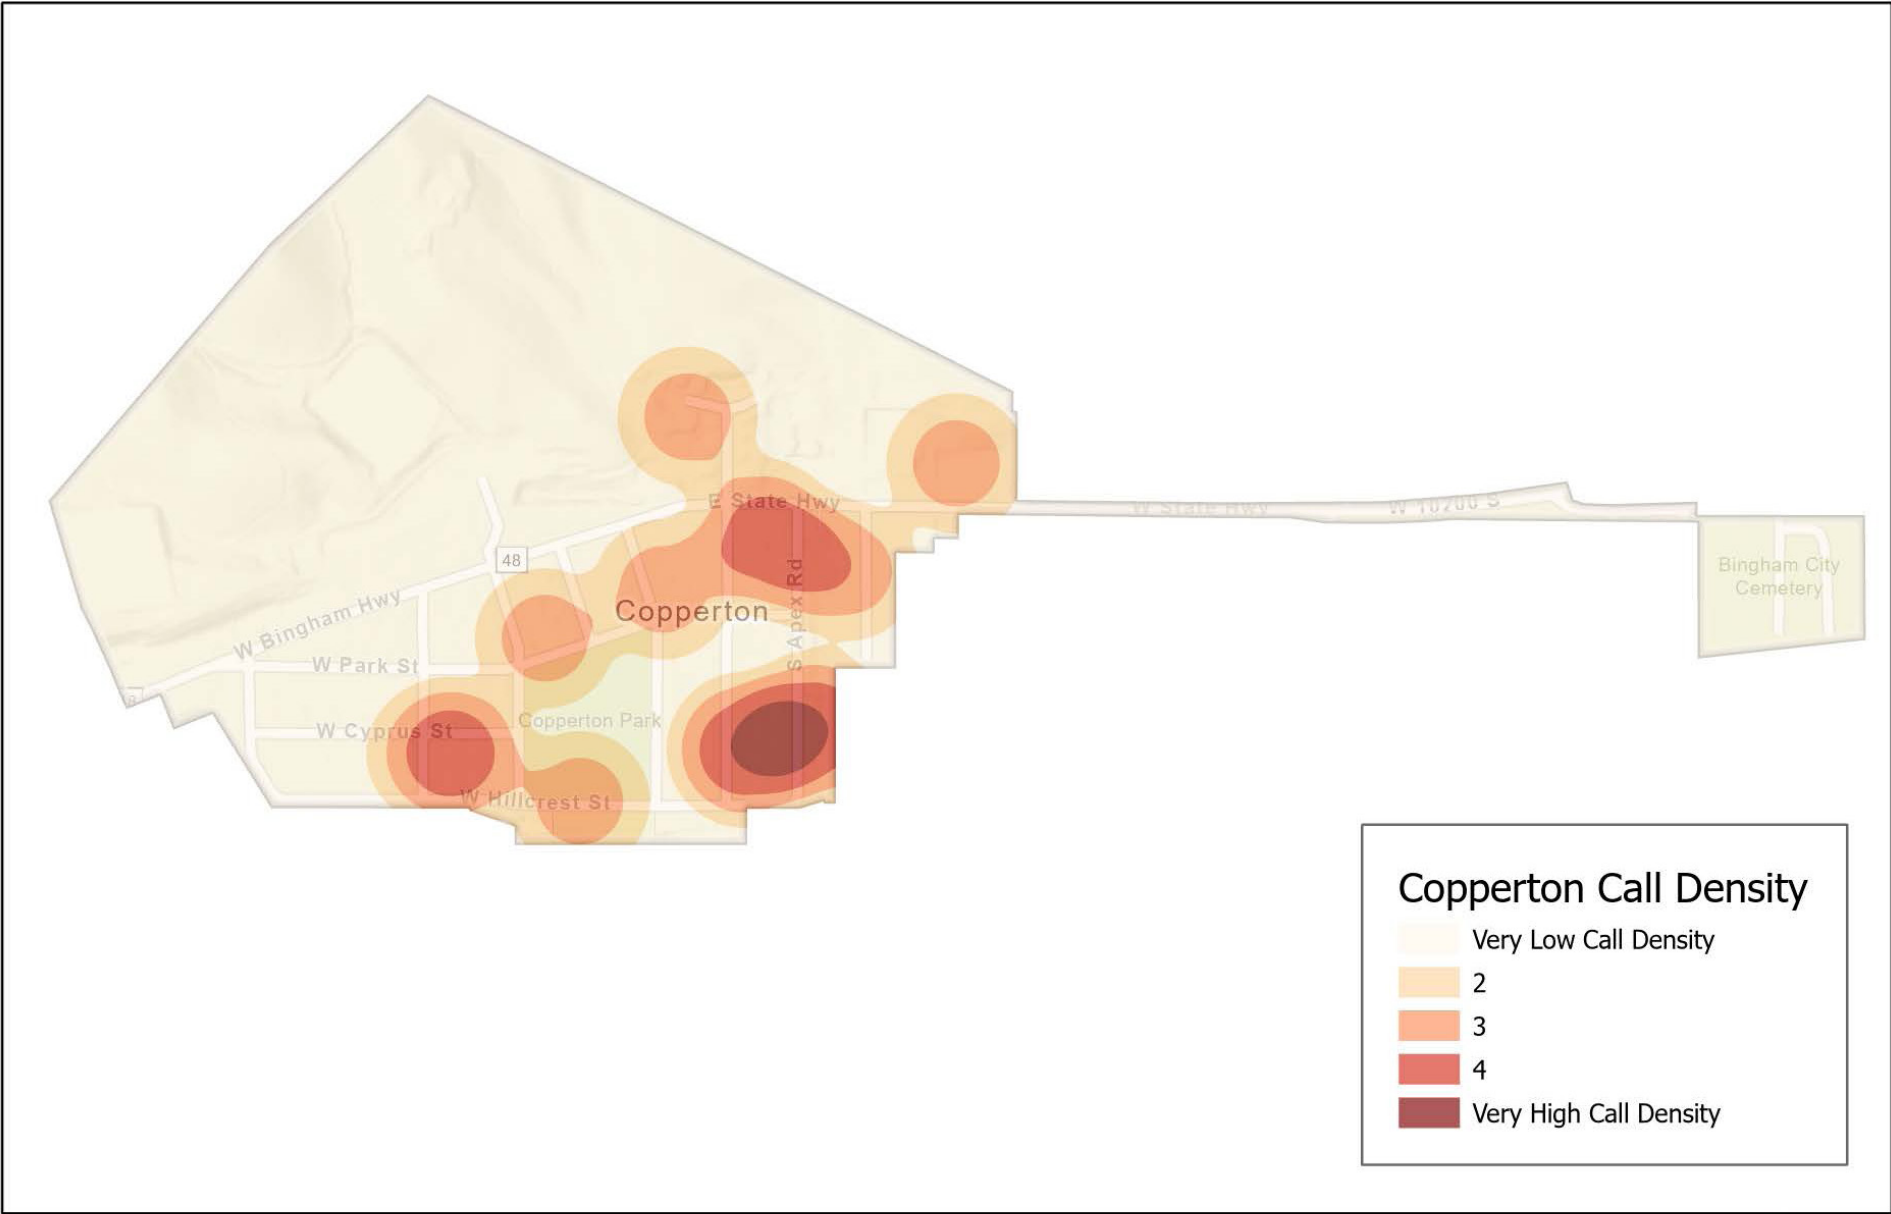 E State Hwy
W State Hwy
W 10200 S
48
Bingham City
Cemetery
W Bingham Hwy
S Apex Rd
Copperton
W Park St
Copperton Park
W Cyprus St
W Hillcrest St
Copperton Call Density
Very Low Call Density
2
3
4
Very High Call Density